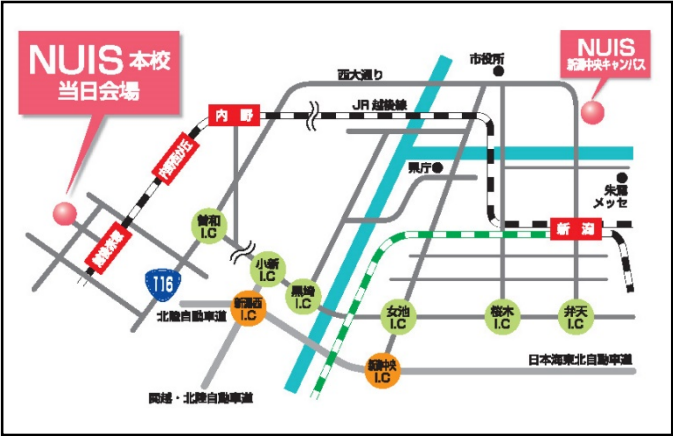 NUIS 本校
当日会場
NUIS
新潟中央キャンパス
市役所
西大通り
JR 越後線
内 野
内野西が丘
県庁
朱鷺
メッセ
越後赤塚
新 潟
曽和
I.C
116
小新
I.C
黒埼
I.C
新潟西
I.C
女池
I.C
桜木
I.C
弁天
I.C
北陸自動車道
新潟中央
I.C
日本海東北自動車道
関越・北陸自動車道